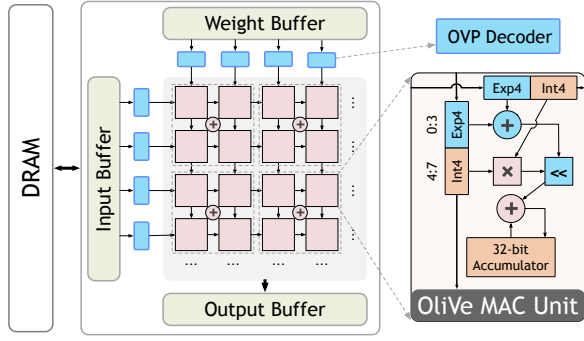 Weight Buffer
OVP Decoder
DRAM
Input Buffer
...
...
...
...
... ...
Output Buffer
Exp4 Int4
0:3
Exp4
+
4:7
Int4
×
<<
+
32-bit
Accumulator
OliVe MAC Unit
+ +
+ +